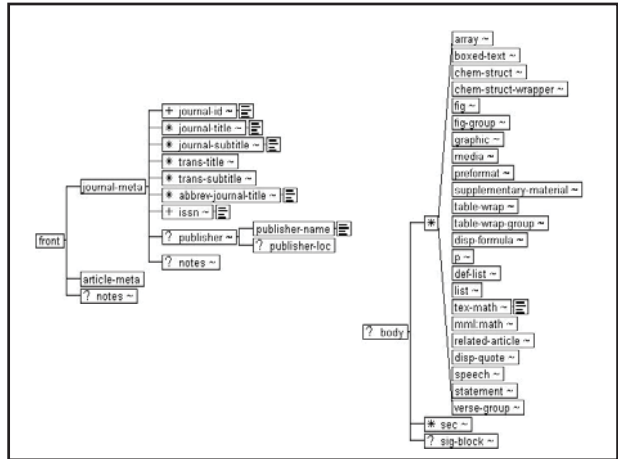 front
journal-meta
+ journal-id ~
* journal-title ~
* journal-subtitle ~
* trans-title ~
* trans-subtitle ~
* abbrev-journal-title ~
+ issn ~
? publisher ~
publisher-name
? publisher-loc
? notes ~
article-meta
? notes ~
? body
*
array ~
boxed-text ~
chem-struct ~
chem-struct-wrapper ~
fig ~
fig-group ~
graphic ~
media ~
preformat ~
supplementary-material ~
table-wrap ~
table-wrap-group ~
disp-formula ~
p ~
def-list ~
list ~
tex-math ~
mml:math ~
related-article ~
disp-quote ~
speech ~
statement ~
verse-group ~
* sec ~
? sig-block ~